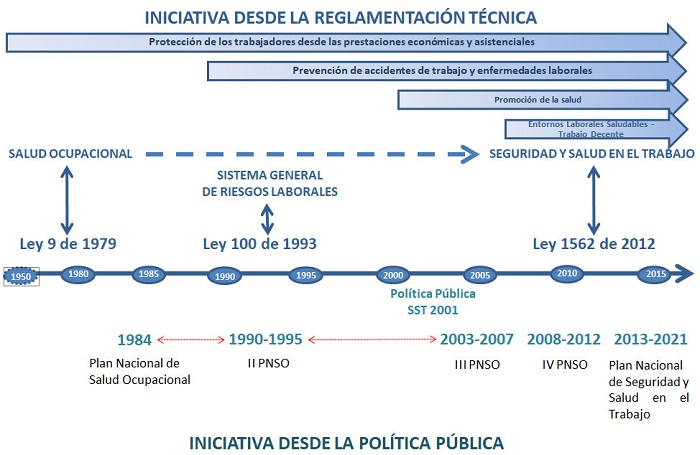 INICIATIVA DESDE LA REGLAMENTACIÓN TÉCNICA
Protección de los trabajadores desde las prestaciones económicas y asistenciales
Prevención de accidentes de trabajo y enfermedades laborales
Promoción de la salud
Entornos Laborales Saludables -
Trabajo Decente
SALUD OCUPACIONAL
SEGURIDAD Y SALUD EN EL TRABAJO
SISTEMA GENERAL
DE RIESGOS LABORALES
Ley 9 de 1979
Ley 100 de 1993
Ley 1562 de 2012
1950
1980
1985
1990
1995
2000
2005
2010
2015
Política Pública
SST 2001
1984
1990-1995
2003-2007
2008-2012
2013-2021
Plan Nacional de
Salud Ocupacional
II PNSO
III PNSO
IV PNSO
Plan Nacional
de Seguridad y
Salud en el
Trabajo
INICIATIVA DESDE LA POLÍTICA PÚBLICA